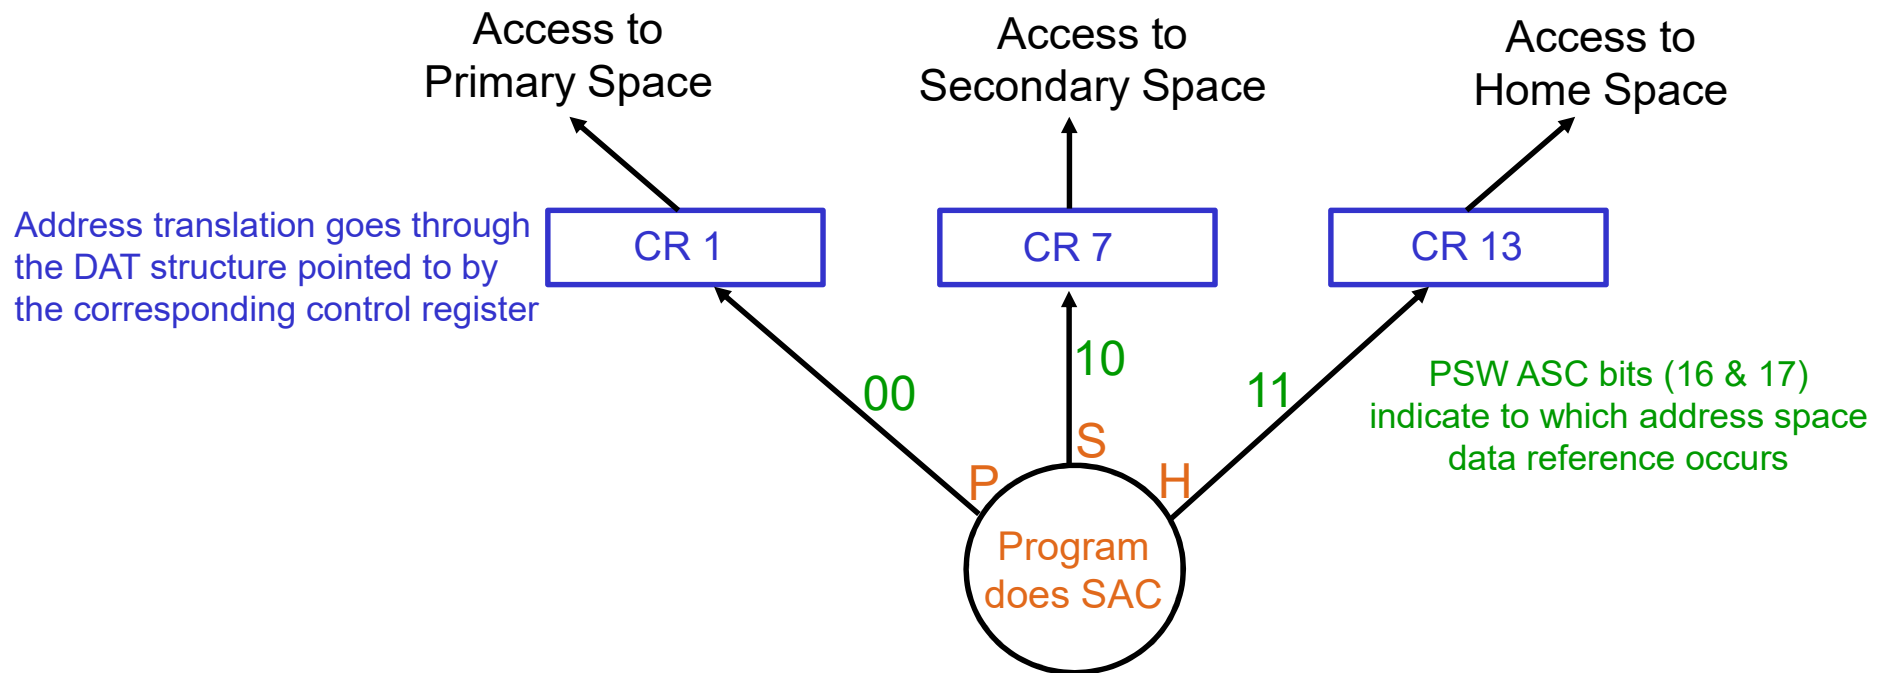 Access to
Primary Space
Access to
Secondary Space
Access to
Home Space
Address translation goes through
the DAT structure pointed to by
the corresponding control register
CR 1
CR 7
CR 13
00
10
11
PSW ASC bits (16 & 17)
indicate to which address space
data reference occurs
P
S
H
Program
does SAC